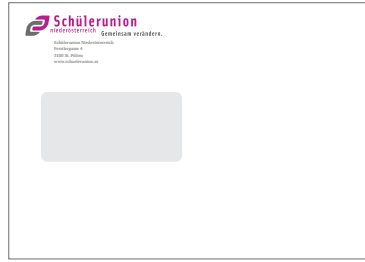 Schülerunion
niederösterreich Gemeinsam verändern.
Schülerunion Niederösterreich
Ferstlergasse 4
3100 St. Pölten
www.schuelerunion.at